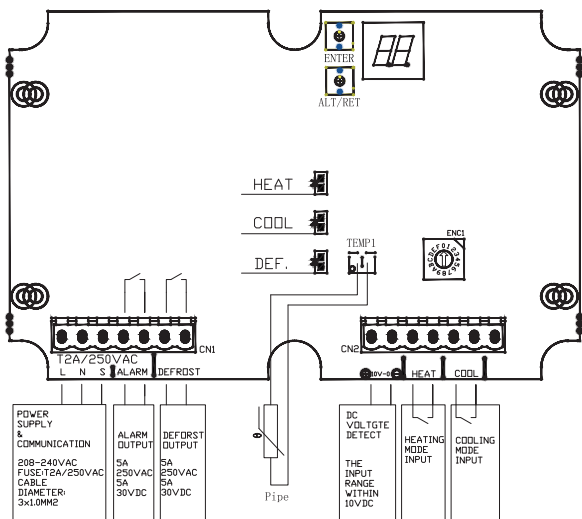 ENTER
ALT/RET
HEAT
COOL
DEF.
TEMP1
ENC1
BCDEF0123456789A
CN1
CN2
T2A/250VAC
L N S ALARM DEFROST
10V-0
HEAT COOL
POWER
SUPPLY
&
COMMUNICATION
208-240VAC
FUSE:T2A/250VAC
CABLE
DIAMETER:
3x1.0MM2
ALARM
OUTPUT
5A
250VAC
5A
30VDC
DEFORST
OUTPUT
5A
250VAC
5A
30VDC
θ
Pipe
DC
VOLTGTE
DETECT
THE
INPUT
RANGE
WITHIN
10VDC
HEATING
MODE
INPUT
COOLING
MODE
INPUT